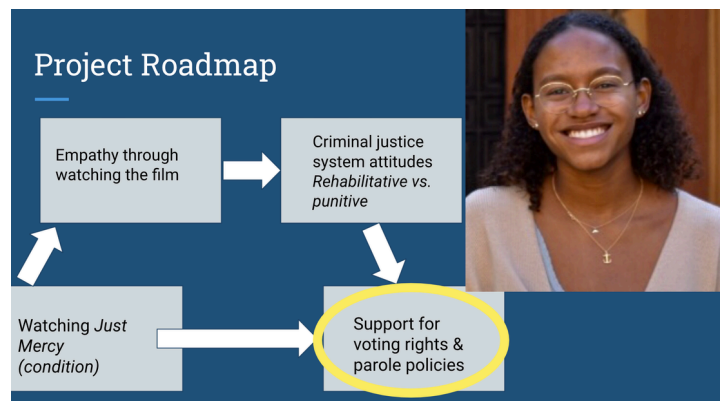 Project Roadmap
Empathy through
watching the film
Criminal justice
system attitudes
Rehabilitative vs.
punitive
Watching Just
Mercy
(condition)
Support for
voting rights &
parole policies